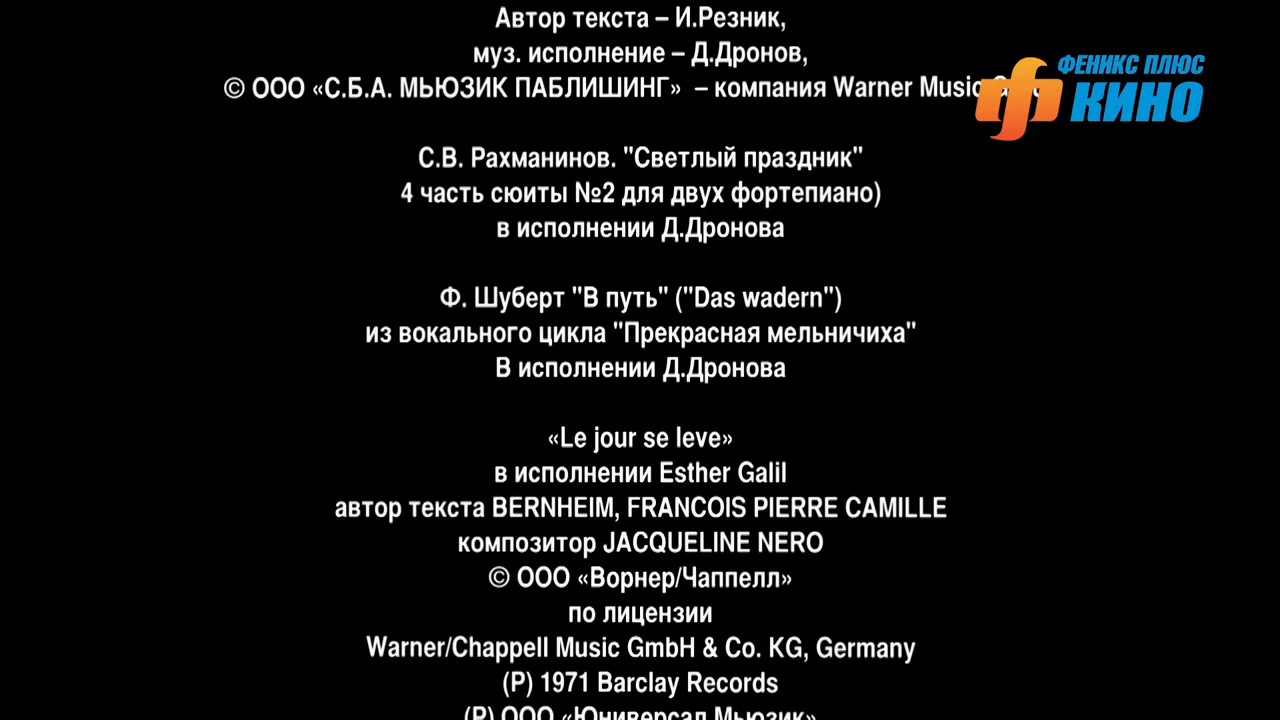 Автор текста – И.Резник,
муз. исполнение – Д.Дронов,
© ООО «С.Б.А. МЬЮЗИК ПАБЛИШИНГ» – компания Warner Music
ФЕНИКС ПЛЮС
КИНО
С.В. Рахманинов. "Светлый праздник"
4 часть сюиты №2 для двух фортепиано)
в исполнении Д.Дронова
Ф. Шуберт "В путь" ("Das wadern")
из вокального цикла "Прекрасная мельничиха"
В исполнении Д.Дронова
«Le jour se leve»
в исполнении Esther Galil
автор текста BERNHEIM, FRANCOIS PIERRE CAMILLE
композитор JACQUELINE NERO
© ООО «Ворнер/Чаппелл»
по лицензии
Warner/Chappell Music GmbH & Co. KG, Germany
(P) 1971 Barclay Records
(P) ООО «Юниверсал Мьюзик»